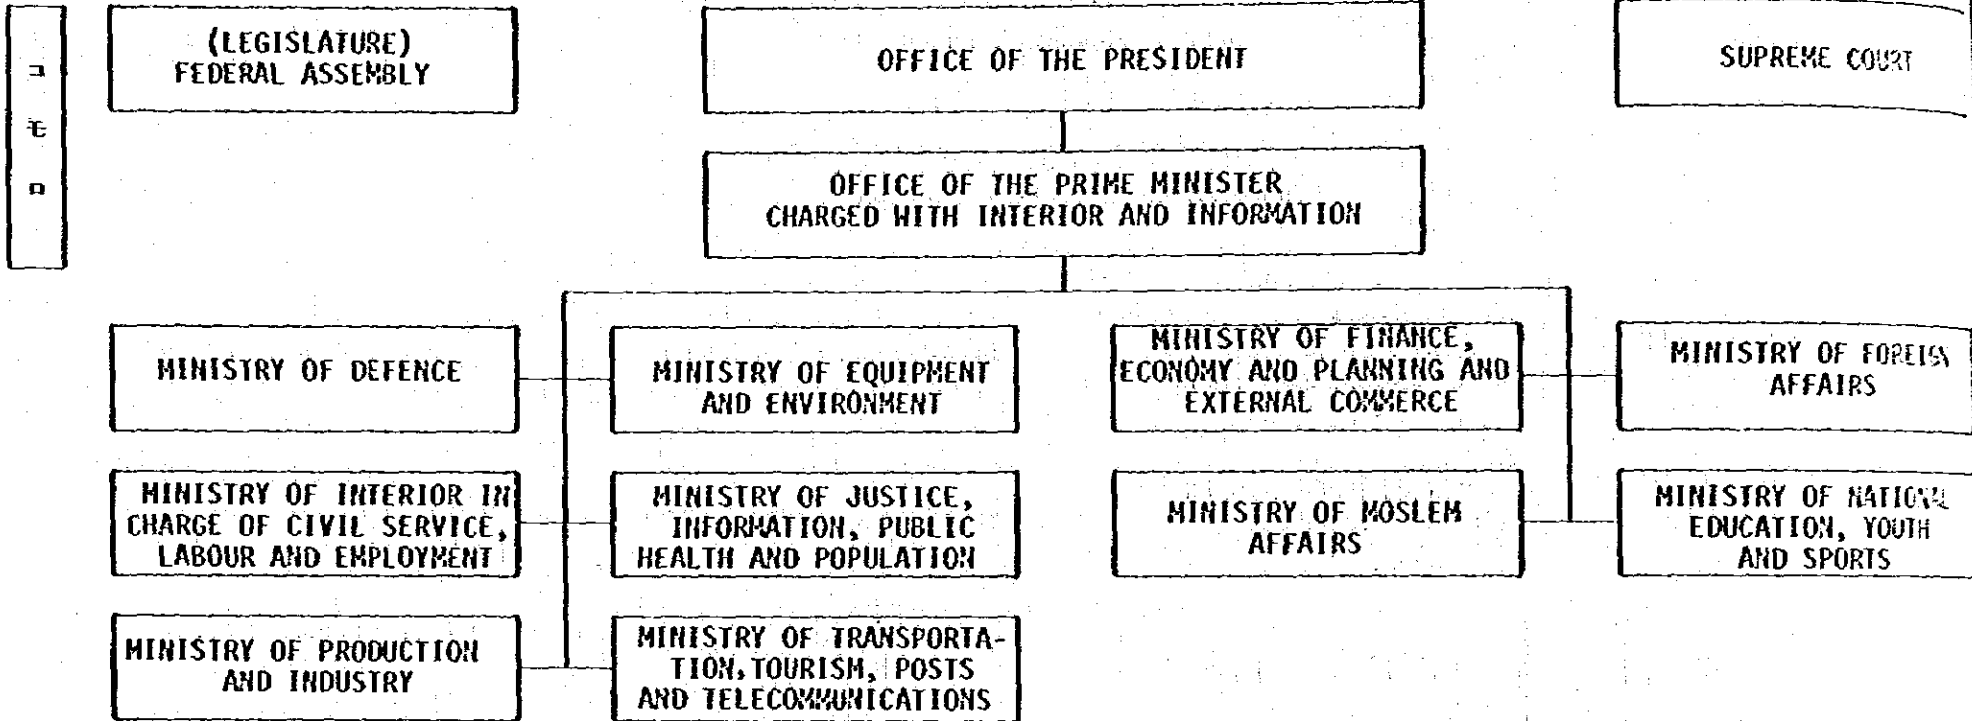 コモロ
(LEGISLATURE)
FEDERAL ASSEMBLY
OFFICE OF THE PRESIDENT
SUPREME COURT
OFFICE OF THE PRIME MINISTER
CHARGED WITH INTERIOR AND INFORMATION
MINISTRY OF DEFENCE
MINISTRY OF EQUIPMENT
AND ENVIRONMENT
MINISTRY OF FINANCE,
ECONOMY AND PLANNING AND
EXTERNAL COMMERCE
MINISTRY OF FOREIGN
AFFAIRS
MINISTRY OF INTERIOR IN
CHARGE OF CIVIL SERVICE,
LABOUR AND EMPLOYMENT
MINISTRY OF JUSTICE,
INFORMATION, PUBLIC
HEALTH AND POPULATION
MINISTRY OF MOSLEM
AFFAIRS
MINISTRY OF NATIONAL
EDUCATION, YOUTH
AND SPORTS
MINISTRY OF PRODUCTION
AND INDUSTRY
MINISTRY OF TRANSPORTA-
TION, TOURISM, POSTS
AND TELECOMMUNICATIONS